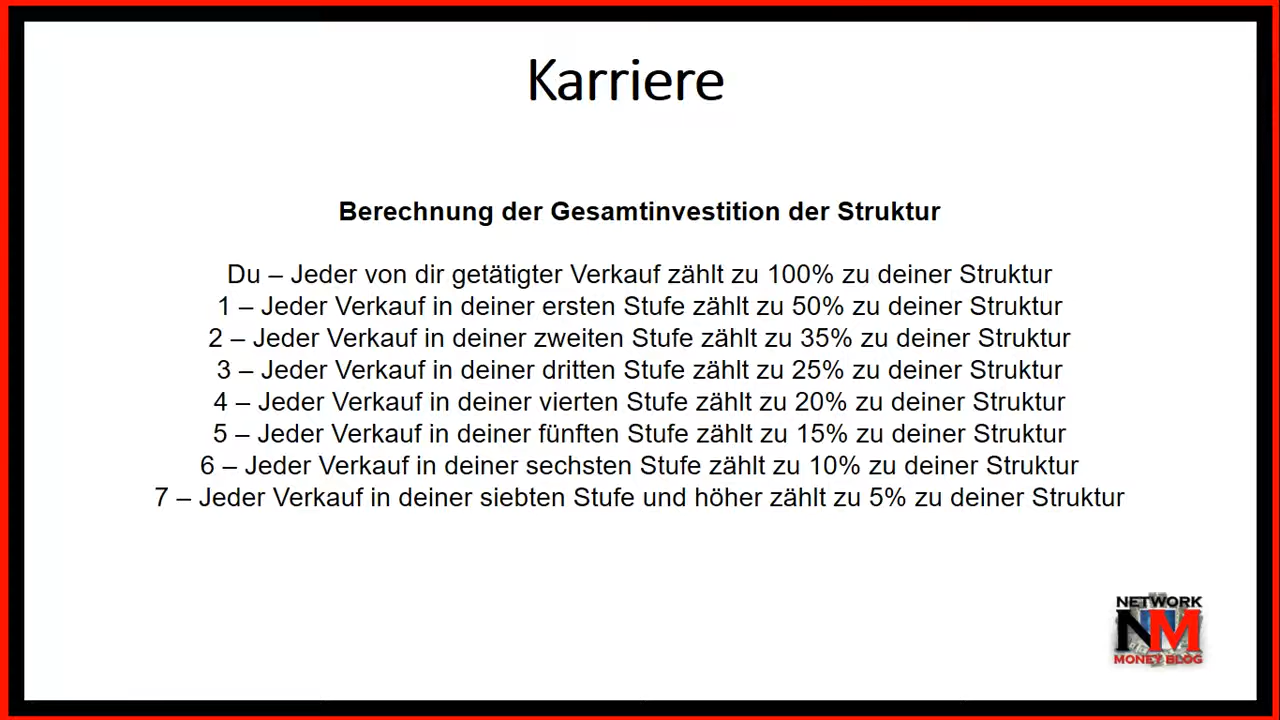 Karriere
Berechnung der Gesamtinvestition der Struktur
Du – Jeder von dir getätigter Verkauf zählt zu 100% zu deiner Struktur
1 – Jeder Verkauf in deiner ersten Stufe zählt zu 50% zu deiner Struktur
2 – Jeder Verkauf in deiner zweiten Stufe zählt zu 35% zu deiner Struktur
3 – Jeder Verkauf in deiner dritten Stufe zählt zu 25% zu deiner Struktur
4 – Jeder Verkauf in deiner vierten Stufe zählt zu 20% zu deiner Struktur
5 – Jeder Verkauf in deiner fünften Stufe zählt zu 15% zu deiner Struktur
6 – Jeder Verkauf in deiner sechsten Stufe zählt zu 10% zu deiner Struktur
7 – Jeder Verkauf in deiner siebten Stufe und höher zählt zu 5% zu deiner Struktur
NETWORK
NM
MONEY BLOG